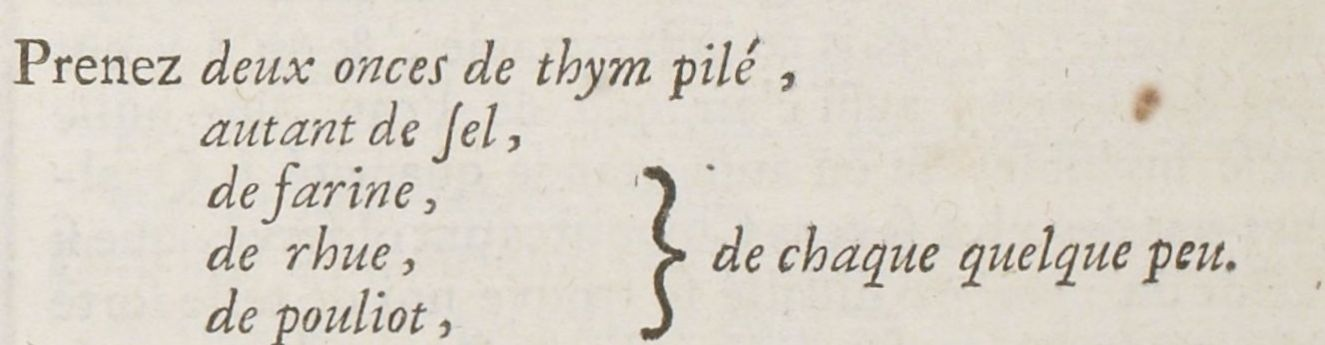 Prenez deux onces de thym pilé ,
autant de ſel ,
de farine ,
de rhue ,
de pouliot ,
} de chaque quelque peu.